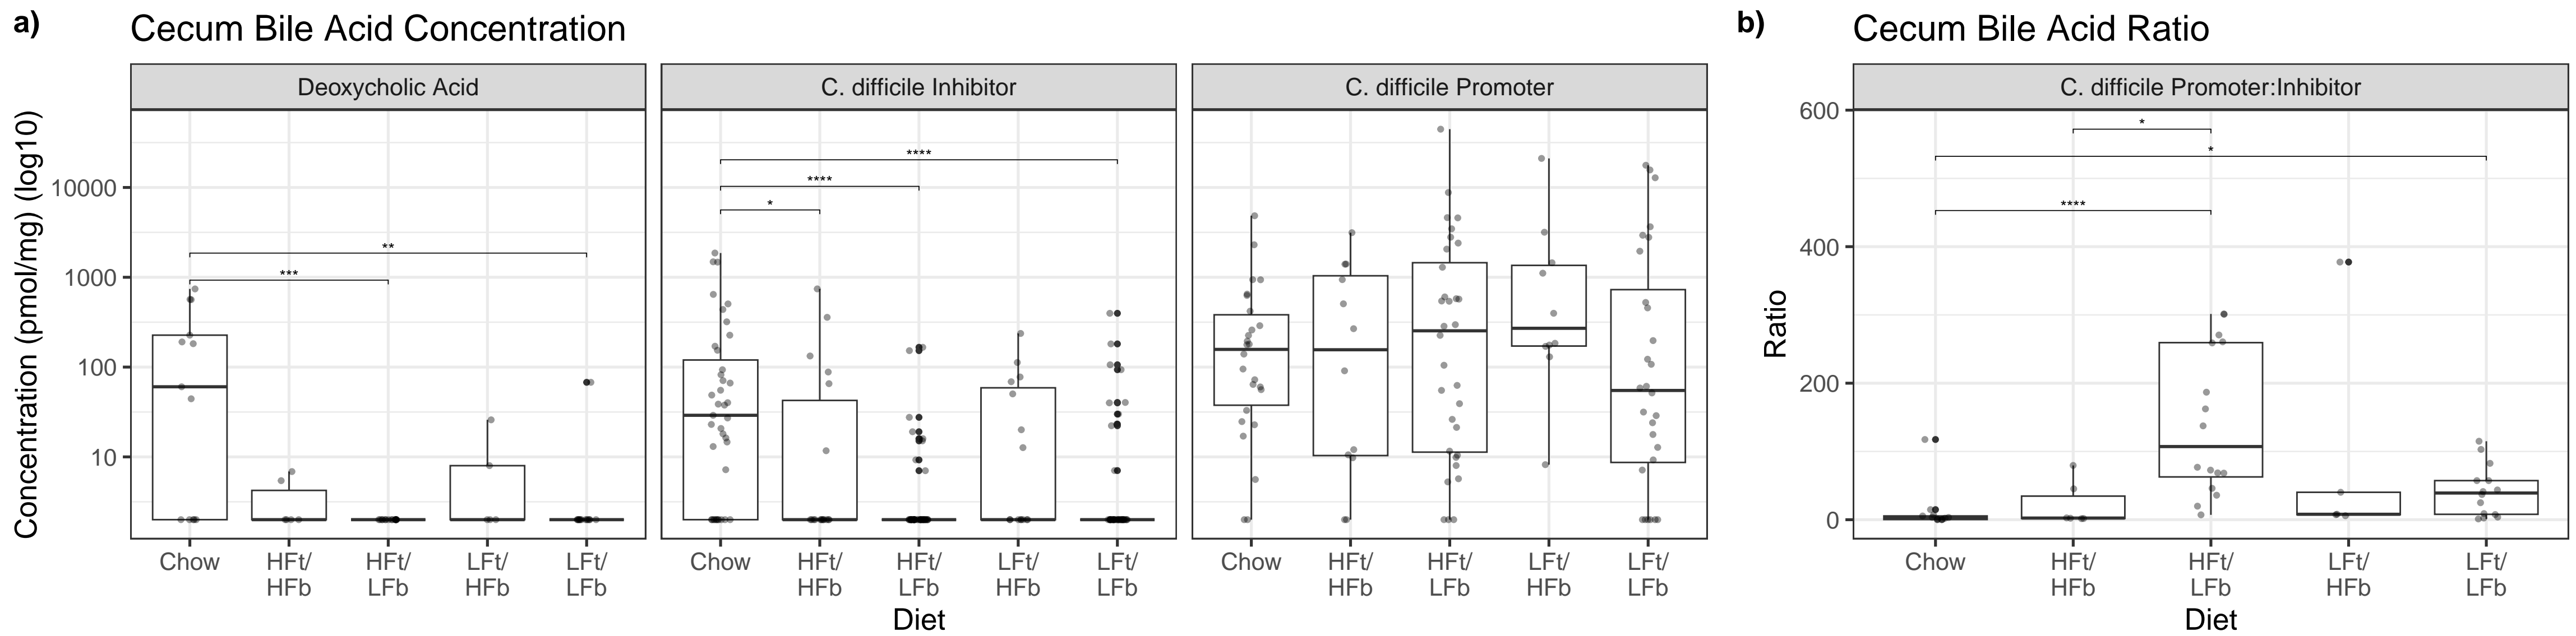 a) Cecum Bile Acid Concentration
Deoxycholic Acid
C. difficile Inhibitor
C. difficile Promoter
Concentration (pmol/mg) (log10)
10000
1000
100
10
***
**
*
****
****
Chow
HFt/
HFb
HFt/
LFb
LFt/
HFb
LFt/
LFb
Chow
HFt/
HFb
HFt/
LFb
LFt/
HFb
LFt/
LFb
Chow
HFt/
HFb
HFt/
LFb
LFt/
HFb
LFt/
LFb
Diet
b) Cecum Bile Acid Ratio
C. difficile Promoter:Inhibitor
Ratio
600
400
200
0
*
*
****
Chow
HFt/
HFb
HFt/
LFb
LFt/
HFb
LFt/
LFb
Diet